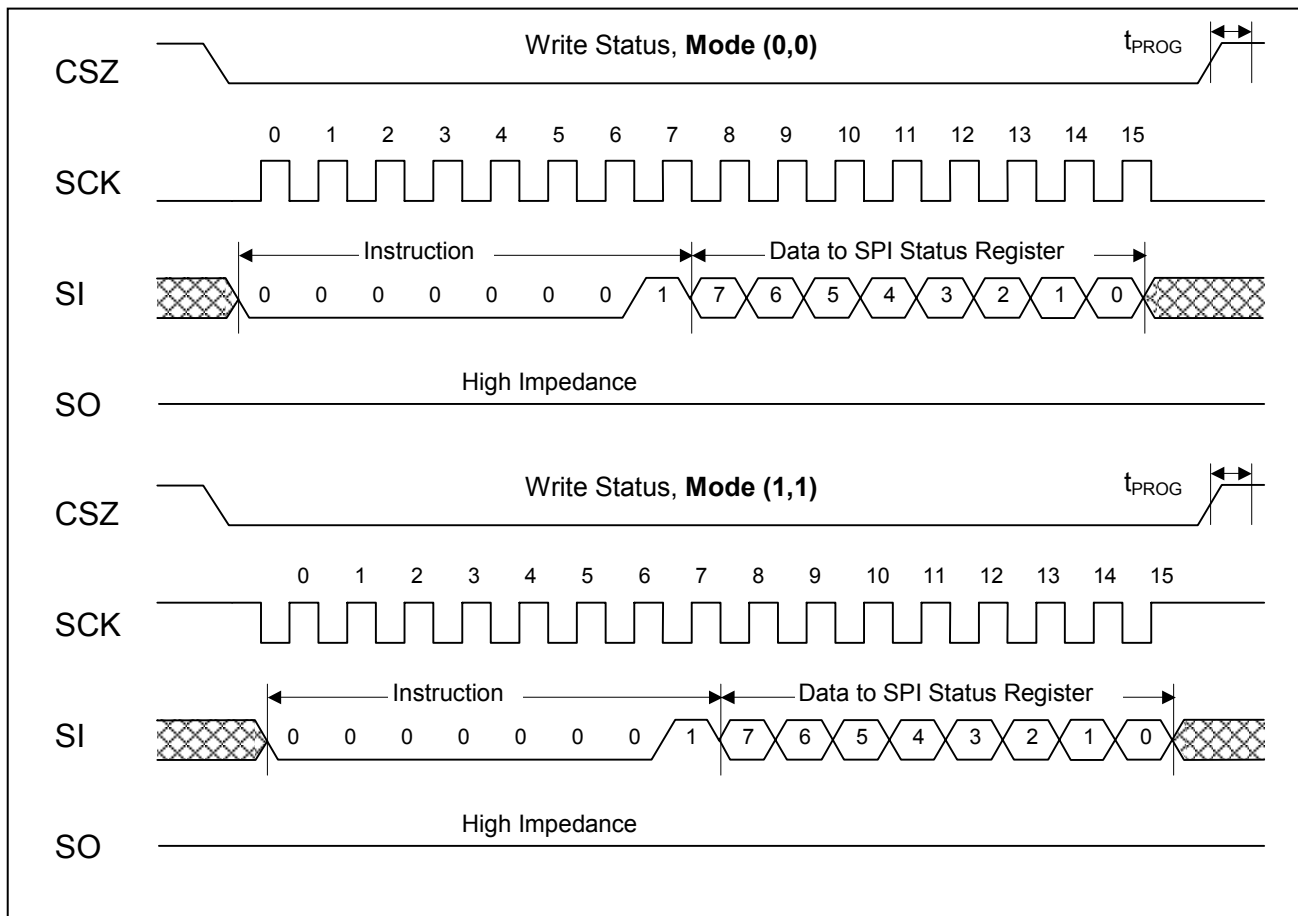 Write Status, Mode (0,0)
tPROG
CSZ
0 1 2 3 4 5 6 7 8 9 10 11 12 13 14 15
SCK
Instruction
Data to SPI Status Register
SI
0 0 0 0 0 0 0 1 7 6 5 4 3 2 1 0
High Impedance
SO
Write Status, Mode (1,1)
tPROG
CSZ
0 1 2 3 4 5 6 7 8 9 10 11 12 13 14 15
SCK
Instruction
Data to SPI Status Register
SI
0 0 0 0 0 0 0 1 7 6 5 4 3 2 1 0
High Impedance
SO